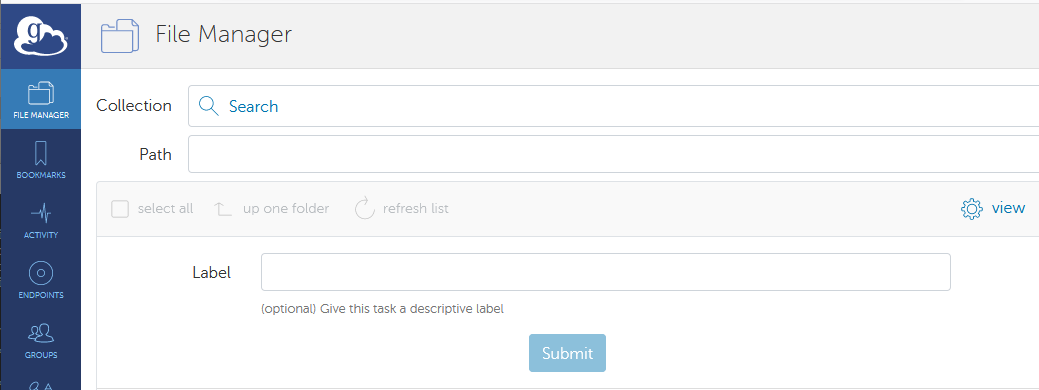 g
File Manager
FILE MANAGER
BOOKMARKS
ACTIVITY
ENDPOINTS
GROUPS
Collection
Search
Path
select all up one folder refresh list view
Label
(optional) Give this task a descriptive label
Submit